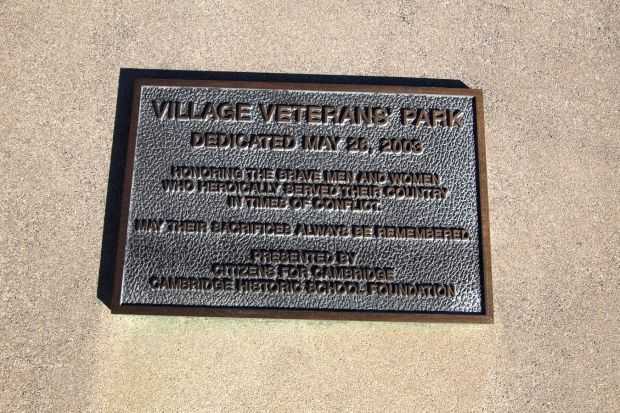 VILLAGE VETERANS' PARK
DEDICATED MAY 26, 2003
HONORING THE BRAVE MEN AND WOMEN
WHO HEROICALLY SERVED THEIR COUNTRY
IN TIMES OF CONFLICT.
MAY THEIR SACRIFICES ALWAYS BE REMEMBERED.
PRESENTED BY
CITIZENS FOR CAMBRIDGE
CAMBRIDGE HISTORIC SCHOOL FOUNDATION